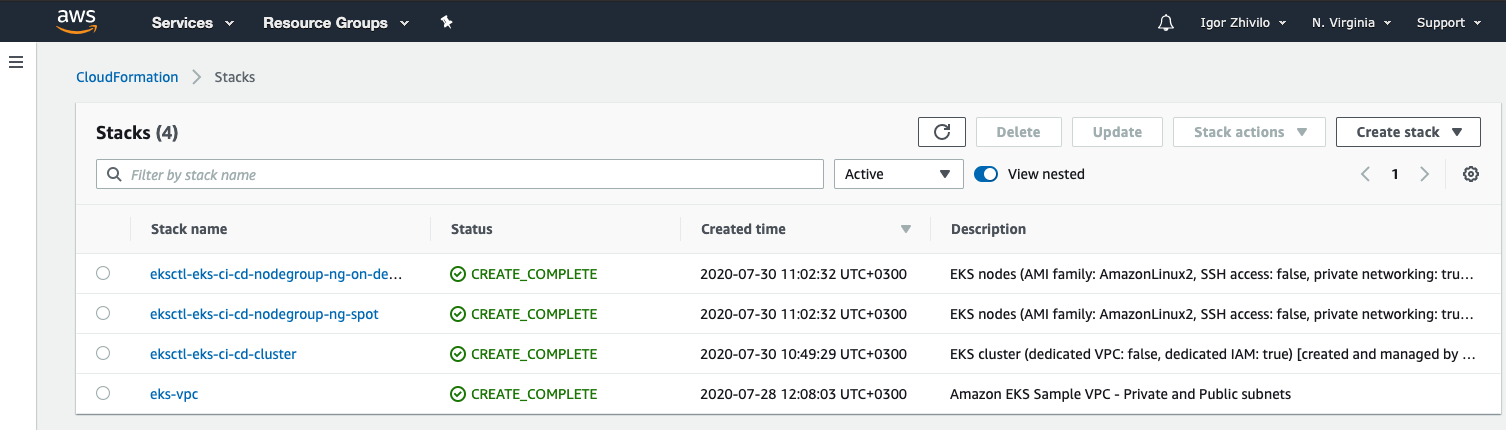 aws Services Resource Groups Igor Zhivilo N. Virginia Support
CloudFormation Stacks
Stacks (4) Delete Update Stack actions Create stack
Filter by stack name Active View nested 1
Stack name Status Created time Description
eksctl-eks-ci-cd-nodegroup-ng-on-de... CREATE_COMPLETE 2020-07-30 11:02:32 UTC+0300 EKS nodes (AMI family: AmazonLinux2, SSH access: false, private networking: tru...
eksctl-eks-ci-cd-nodegroup-ng-spot CREATE_COMPLETE 2020-07-30 11:02:32 UTC+0300 EKS nodes (AMI family: AmazonLinux2, SSH access: false, private networking: tru...
eksctl-eks-ci-cd-cluster CREATE_COMPLETE 2020-07-30 10:49:29 UTC+0300 EKS cluster (dedicated VPC: false, dedicated IAM: true) [created and managed by ...
eks-vpc CREATE_COMPLETE 2020-07-28 12:08:03 UTC+0300 Amazon EKS Sample VPC - Private and Public subnets